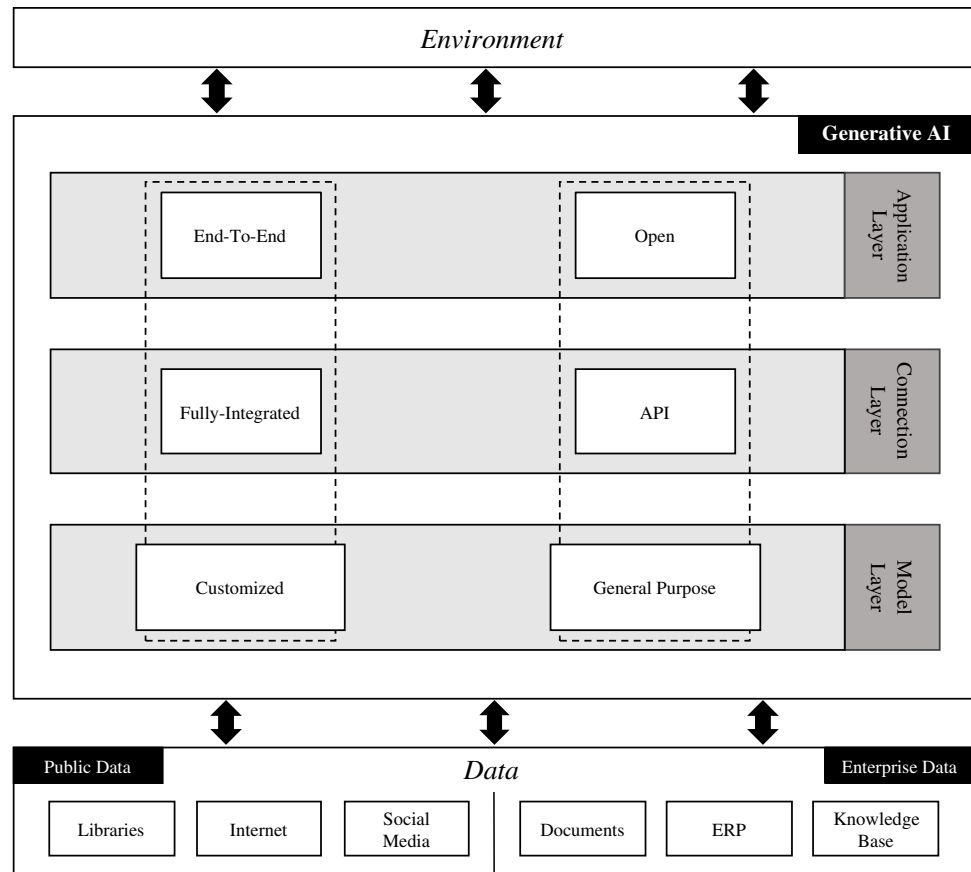 Environment
Generative AI
End-To-End
Open
Application
Layer
Fully-Integrated
API
Connection
Layer
Customized
General Purpose
Model
Layer
Public Data
Data
Enterprise Data
Libraries
Internet
Social
Media
Documents
ERP
Knowledge
Base